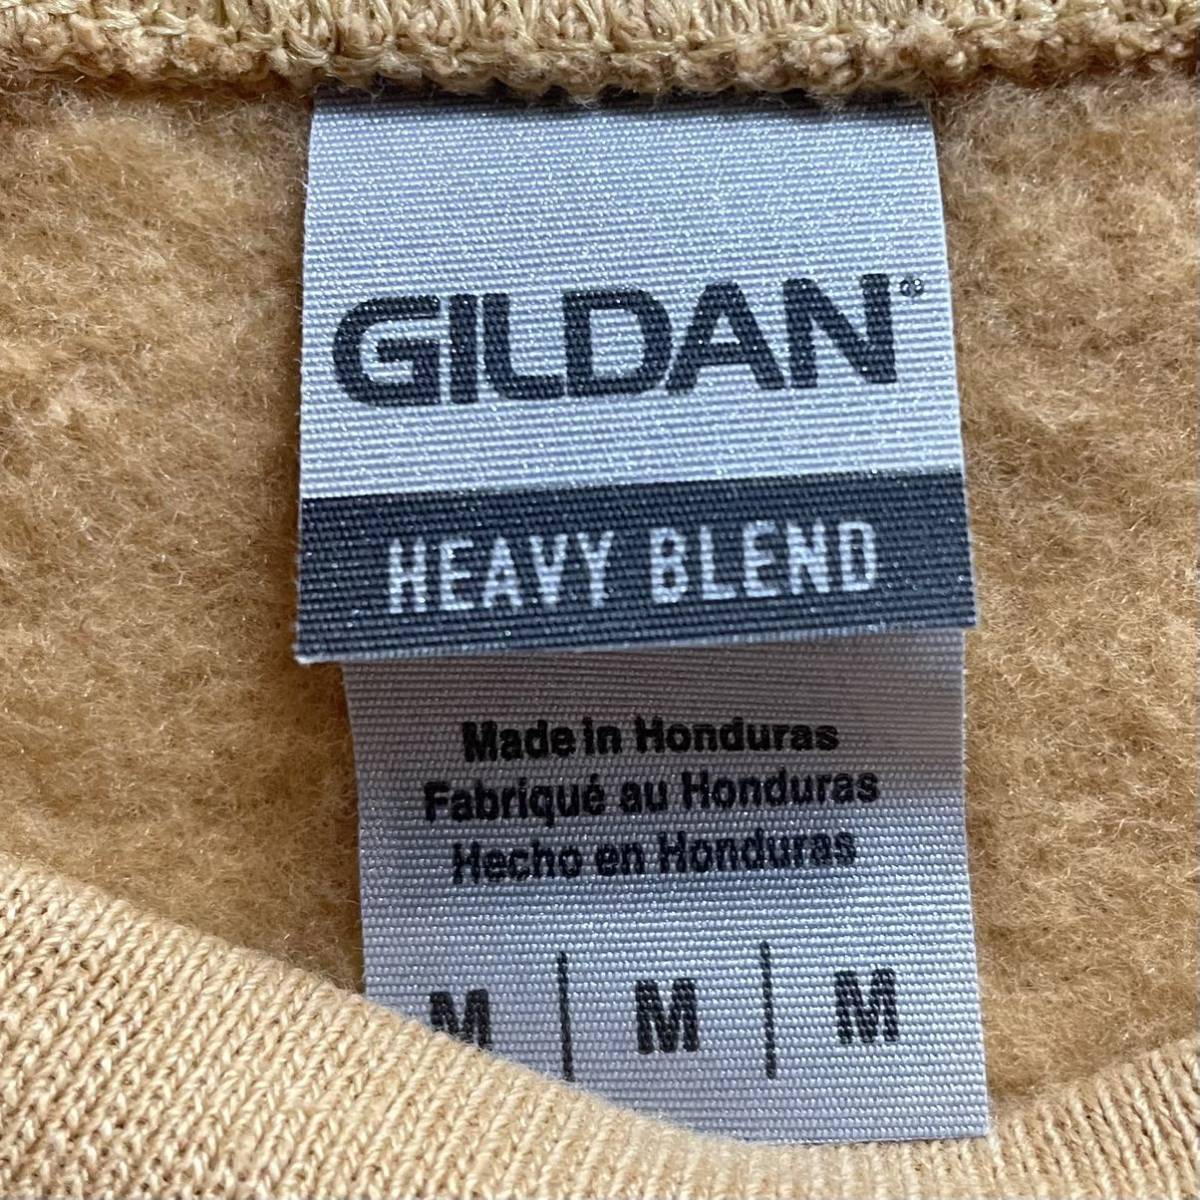 GILDAN®
HEAVY BLEND
Made in Honduras
Fabriqué au Honduras
Hecho en Honduras
M | M | M